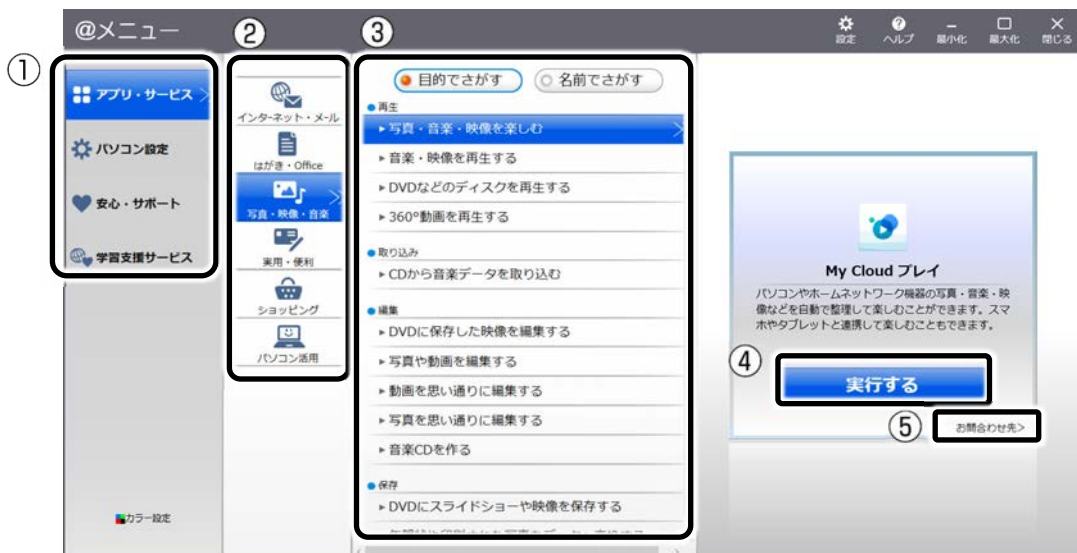 @メニュー
②
③
設定
ヘルプ
最小化
最大化
閉じる
①
アプリ・サービス
パソコン設定
安心・サポート
学習支援サービス
カラー設定
インターネット・メール
はがき・Office
写真・映像・音楽
実用・便利
ショッピング
パソコン活用
目的でさがす
名前でさがす
再生
写真・音楽・映像を楽しむ
音楽・映像を再生する
DVDなどのディスクを再生する
360°動画を再生する
取り込み
CDから音楽データを取り込む
編集
DVDに保存した映像を編集する
写真や動画を編集する
動画を思い通りに編集する
写真を思い通りに編集する
音楽CDを作る
保存
DVDにスライドショーや映像を保存する
My Cloud プレイ
パソコンやホームネットワーク機器の写真・音楽・映
像などを自動で整理して楽しむことができます。スマ
ホやタブレットと連携して楽しむこともできます。
④
実行する
⑤
お問合わせ先>